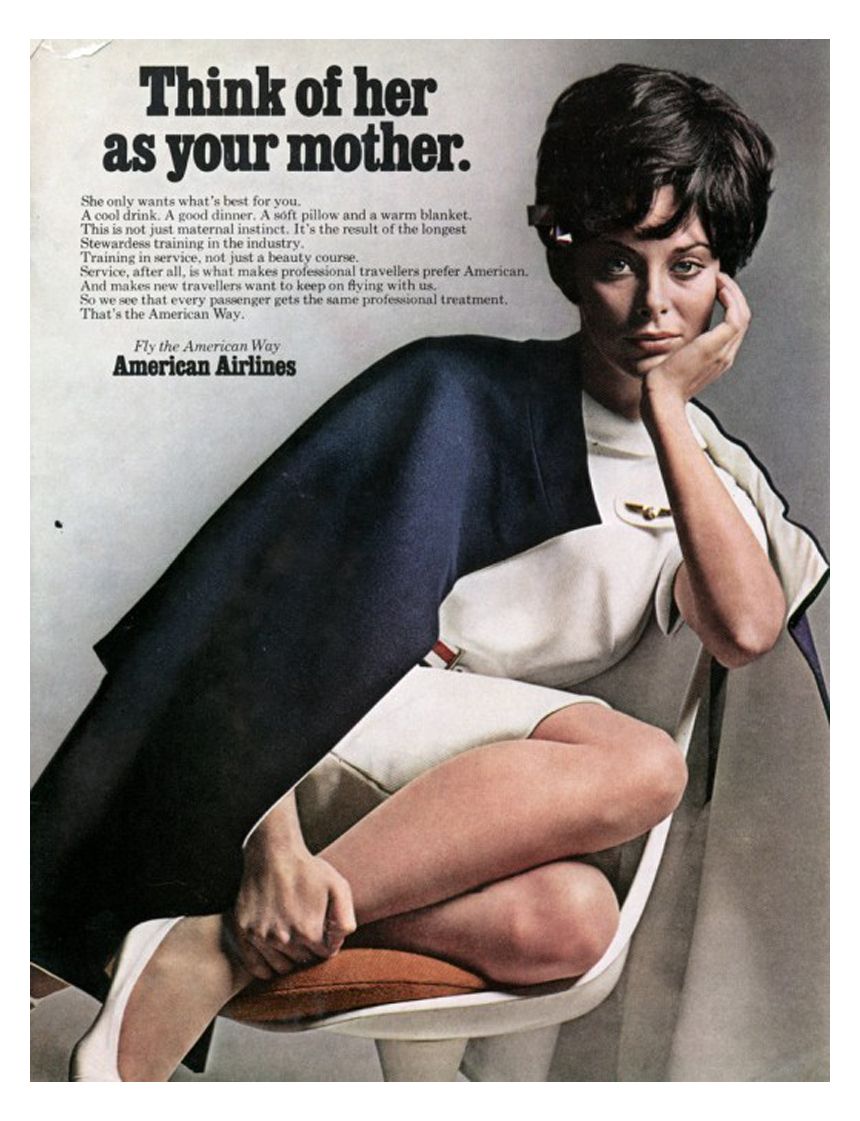 Think of her
as your mother.
She only wants what's best for you.
A cool drink. A good dinner. A soft pillow and a warm blanket.
This is not just maternal instinct. It's the result of the longest
Stewardess training in the industry.
Training in service, not just a beauty course.
Service, after all, is what makes professional travellers prefer American.
And makes new travellers want to keep on flying with us.
So we see that every passenger gets the same professional treatment.
That's the American Way.
Fly the American Way
American Airlines